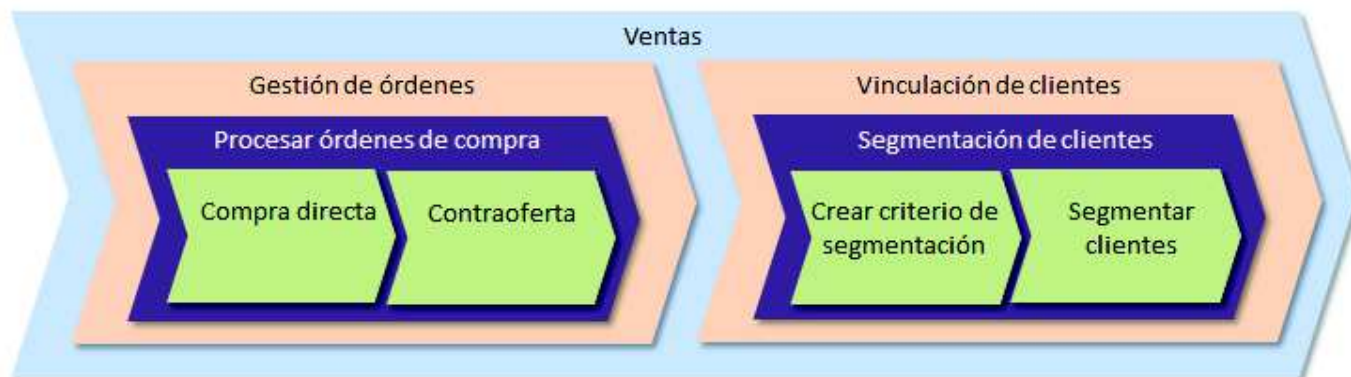 Ventas
Gestión de órdenes
Procesar órdenes de compra
Compra directa
Contraoferta
Vinculación de clientes
Segmentación de clientes
Crear criterio de
segmentación
Segmentar
clientes